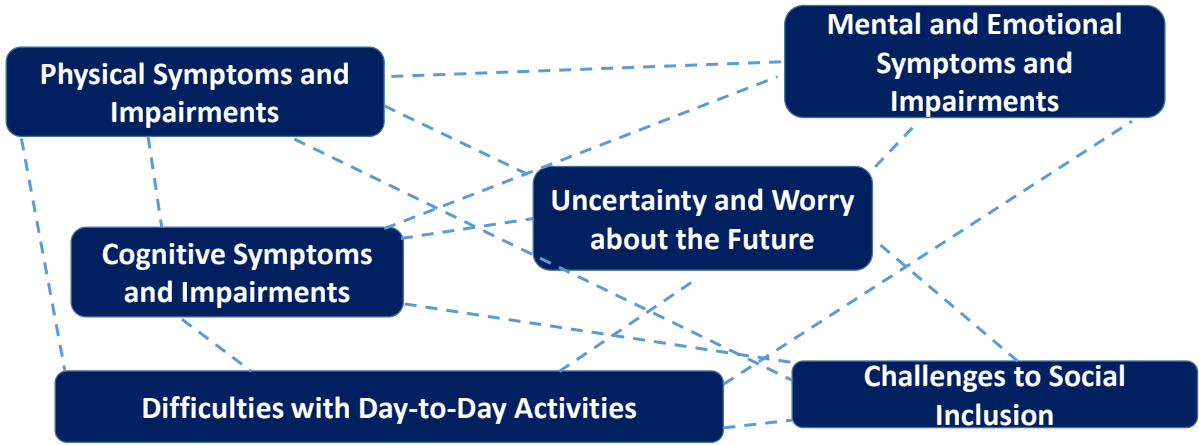 Physical Symptoms and
Impairments
Mental and Emotional
Symptoms and
Impairments
Uncertainty and Worry
about the Future
Cognitive Symptoms
and Impairments
Difficulties with Day-to-Day Activities
Challenges to Social
Inclusion